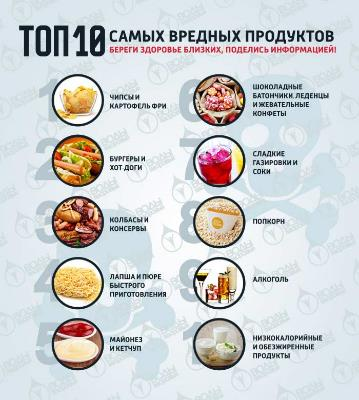 ТОП 10 САМЫХ ВРЕДНЫХ ПРОДУКТОВ
БЕРЕГИ ЗДОРОВЬЕ БЛИЗКИХ, ПОДЕЛИСЬ ИНФОРМАЦИЕЙ!
1
ЧИПСЫ И
КАРТОФЕЛЬ ФРИ
2
БУРГЕРЫ И
ХОТ-ДОГИ
3
КОЛБАСЫ И
КОНСЕРВЫ
4
ЛАПША И ПЮРЕ
БЫСТРОГО
ПРИГОТОВЛЕНИЯ
5
МАЙОНЕЗ
И КЕТЧУП
6
ШОКОЛАДНЫЕ
БАТОНЧИКИ, ЛЕДЕНЦЫ
И ЖЕВАТЕЛЬНЫЕ
КОНФЕТЫ
7
СЛАДКИЕ
ГАЗИРОВКИ И
СОКИ
8
ПОПКОРН
9
АЛКОГОЛЬ
1
НИЗКОКАЛОРИЙНЫЕ
И ОБЕЗЖИРЕННЫЕ
ПРОДУКТЫ